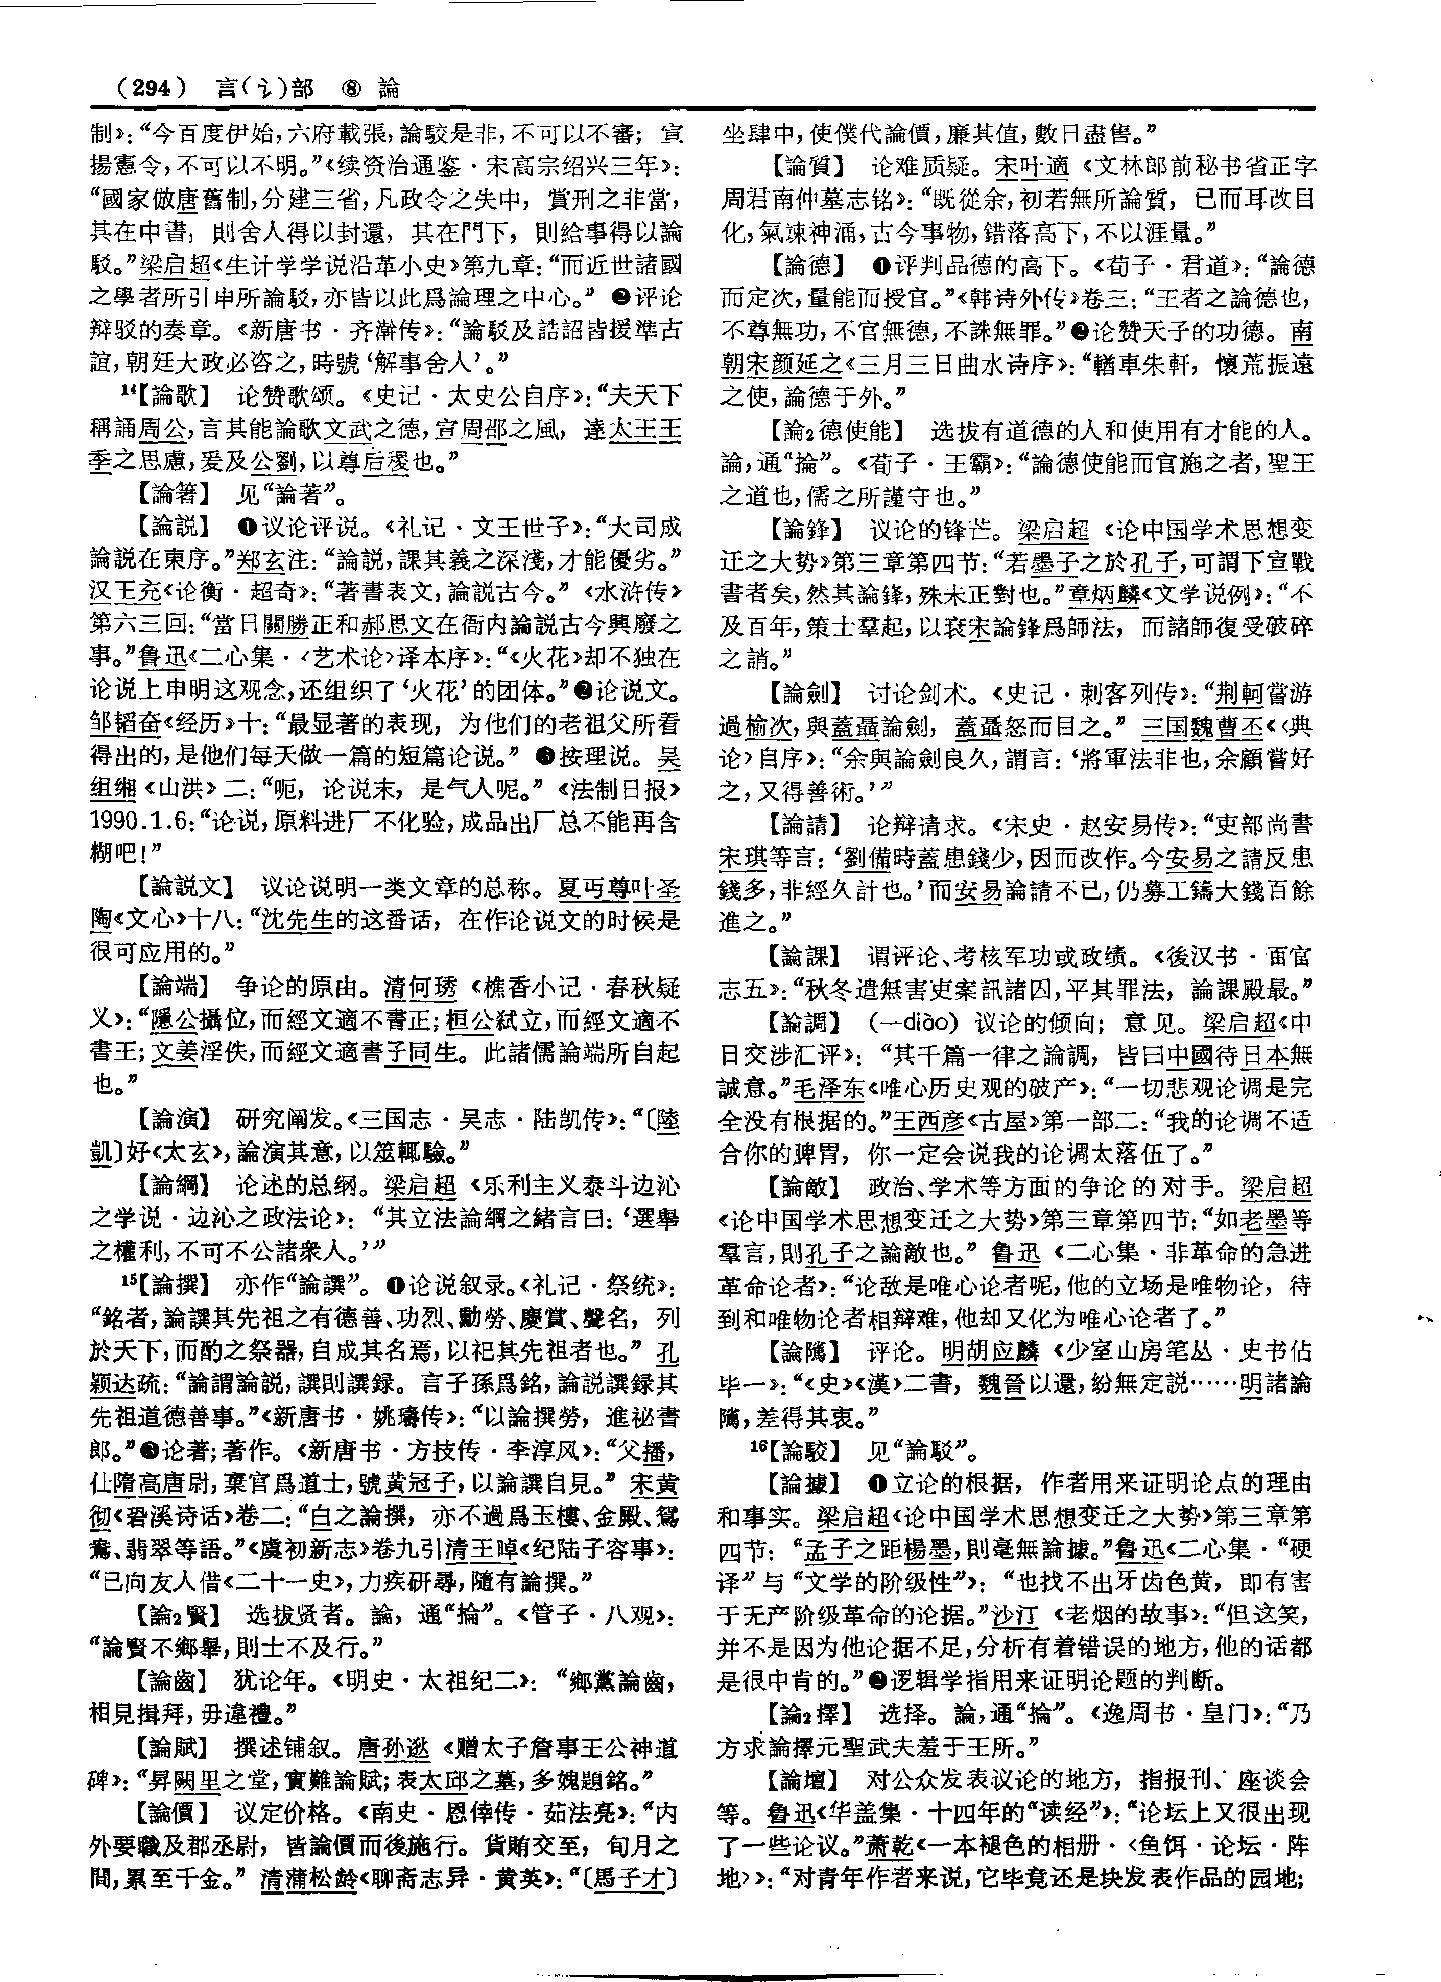 （294） 言(讠)部 ⑧ 論
制》：“今百度伊始，六府載張，論駁是非，不可以不審；宣
揚憲令，不可以不明。”《续资治通鉴·宋高宗绍兴三年》：
“國家倣唐舊制，分建三省，凡政令之失中，賞刑之非當，
其在中書，則舍人得以封還，其在門下，則給事得以論
駁。”梁启超《生计学学说沿革小史》第九章：“而近世諸國
之學者所引申所論駁，亦皆以此爲論理之中心。”❷评论
辩驳的奏章。《新唐书·齐澣传》：“論駁及誥詔皆援準古
誼，朝廷大政必咨之，時號‘解事舍人’。”
14【論歌】 论赞歌颂。《史记·太史公自序》：“夫天下
稱誦周公，言其能論歌文武之德，宣周邵之風，達太王王
季之思慮，爰及公劉，以尊后稷也。”
【論箸】 见“論著”。
【論説】 ❶议论评说。《礼记·文王世子》：“大司成
論説在東序。”郑玄注：“論説，課其義之深淺，才能優劣。”
汉王充《论衡·超奇》：“著書表文，論説古今。”《水浒传》
第六三回：“當日關勝正和郝思文在衙内論説古今興廢之
事。”鲁迅《二心集·〈艺术论〉译本序》：“《火花》却不独在
论说上申明这观念，还组织了‘火花’的团体。”❷论说文。
邹韬奋《经历》十：“最显著的表现，为他们的老祖父所看
得出的，是他们每天做一篇的短篇论说。”❸按理说。吴
组缃《山洪》二：“呃，论说末，是气人呢。”《法制日报》
1990.1.6：“论说，原料进厂不化验，成品出厂总不能再含
糊吧！”
【論説文】 议论说明一类文章的总称。夏丏尊叶圣
陶《文心》十八：“沈先生的这番话，在作论说文的时候是
很可应用的。”
【論端】 争论的原由。清何琇《樵香小记·春秋疑
义》：“隱公攝位，而經文適不書正；桓公弑立，而經文適不
書王；文姜淫佚，而經文適書子同生。此諸儒論端所自起
也。”
【論演】 研究阐发。《三国志·吴志·陆凯传》：“〔陸
凱〕好《太玄》，論演其意，以筮輒驗。”
【論綱】 论述的总纲。梁启超《乐利主义泰斗边沁
之学说·边沁之政法论》：“其立法論綱之緒言曰：‘選舉
之權利，不可不公諸衆人。’”
15【論撰】 亦作“論譔”。❶论说叙录。《礼记·祭统》：
“銘者，論譔其先祖之有德善、功烈、勳勞、慶賞、聲名，列
於天下，而酌之祭器，自成其名焉，以祀其先祖者也。”孔
颖达疏：“論謂論説，譔則譔録。言子孫爲銘，論説譔録其
先祖道德善事。”《新唐书·姚璹传》：“以論撰勞，進祕書
郎。”❷论著；著作。《新唐书·方技传·李淳风》：“父播，
仕隋高唐尉，棄官爲道士，號黄冠子，以論譔自見。”宋黄
彻《䂬溪诗话》卷二：“白之論撰，亦不過爲玉樓、金殿、鴛
鴦、翡翠等語。”《虞初新志》卷九引清王晫《纪陆子容事》：
“已向友人借《二十一史》，力疾研尋，隨有論撰。”
【論2賢】 选拔贤者。論，通“掄”。《管子·八观》：
“論賢不鄉舉，則士不及行。”
【論齒】 犹论年。《明史·太祖纪二》：“鄉黨論齒，
相見揖拜，毋違禮。”
【論賦】 撰述铺叙。唐孙逖《赠太子詹事王公神道
碑》：“昇闕里之堂，實難論賦；表太邱之墓，多媿題銘。”
【論價】 议定价格。《南史·恩倖传·茹法亮》：“内
外要職及郡丞尉，皆論價而後施行。貨賄交至，旬月之
間，累至千金。”清蒲松龄《聊斋志异·黄英》：“〔馬子才〕
坐肆中，使僕代論價，廉其值，數日盡售。”
【論質】 论难质疑。宋叶適《文林郎前秘书省正字
周君南仲墓志铭》：“既從余，初若無所論質，已而耳改目
化，氣竦神涌，古今事物，錯落高下，不以涯量。”
【論德】 ❶评判品德的高下。《荀子·君道》：“論德
而定次，量能而授官。”《韩诗外传》卷三：“王者之論德也，
不尊無功，不官無德，不誅無罪。”❷论赞天子的功德。南
朝宋颜延之《三月三日曲水诗序》：“輶車朱軒，懷荒振遠
之使，論德于外。”
【論2德使能】 选拔有道德的人和使用有才能的人。
論，通“掄”。《荀子·王霸》：“論德使能而官施之者，聖王
之道也，儒之所謹守也。”
【論鋒】 议论的锋芒。梁启超《论中国学术思想变
迁之大势》第三章第四节：“若墨子之於孔子，可謂下宣戰
書者矣，然其論鋒，殊未正對也。”章炳麟《文学说例》：“不
及百年，策士羣起，以衰宋論鋒爲師法，而諸師復受破碎
之誚。”
【論劍】 讨论剑术。《史记·刺客列传》：“荆軻嘗游
過榆次，與蓋聶論劍，蓋聶怒而目之。”三国魏曹丕《〈典
论〉自序》：“余與論劍良久，謂言：‘將軍法非也，余顧嘗好
之，又得善術。’”
【論請】 论辩请求。《宋史·赵安易传》：“吏部尚書
宋琪等言：‘劉備時蓋患錢少，因而改作。今安易之請反患
錢多，非經久計也。’而安易論請不已，仍募工鑄大錢百餘
進之。”
【論課】 谓评论、考核军功或政绩。《後汉书·百官
志五》：“秋冬遣無害吏案訊諸囚，平其罪法，論課殿最。”
【論調】 （—diào）议论的倾向；意见。梁启超《中
日交涉汇评》：“其千篇一律之論調，皆曰中國待日本無
誠意。”毛泽东《唯心历史观的破产》：“一切悲观论调是完
全没有根据的。”王西彦《古屋》第一部二：“我的论调不适
合你的脾胃，你一定会说我的论调太落伍了。”
【論敵】 政治、学术等方面的争论的对手。梁启超
《论中国学术思想变迁之大势》第三章第四节：“如老墨等
羣言，則孔子之論敵也。”鲁迅《二心集·非革命的急进
革命论者》：“论敌是唯心论者呢，他的立场是唯物论，待
到和唯物论者相辩难，他却又化为唯心论者了。”
【論隲】 评论。明胡应麟《少室山房笔丛·史书佔
毕一》：“《史》《漢》二書，魏晉以還，紛無定説……明諸論
隲，差得其衷。”
16【論駮】 见“論駁”。
【論據】 ❶立论的根据，作者用来证明论点的理由
和事实。梁启超《论中国学术思想变迁之大势》第三章第
四节：“孟子之距楊墨，則毫無論據。”鲁迅《二心集·“硬
译”与“文学的阶级性”》：“也找不出牙齿色黄，即有害
于无产阶级革命的论据。”沙汀《老烟的故事》：“但这笑，
并不是因为他论据不足，分析有着错误的地方，他的话都
是很中肯的。”❷逻辑学指用来证明论题的判断。
【論2擇】 选择。論，通“掄”。《逸周书·皇门》：“乃
方求論擇元聖武夫羞于王所。”
【論壇】 对公众发表议论的地方，指报刊、座谈会
等。鲁迅《华盖集·十四年的“读经”》：“论坛上又很出现
了一些论议。”萧乾《一本褪色的相册·〈鱼饵·论坛·阵
地〉》：“对青年作者来说，它毕竟还是块发表作品的园地；